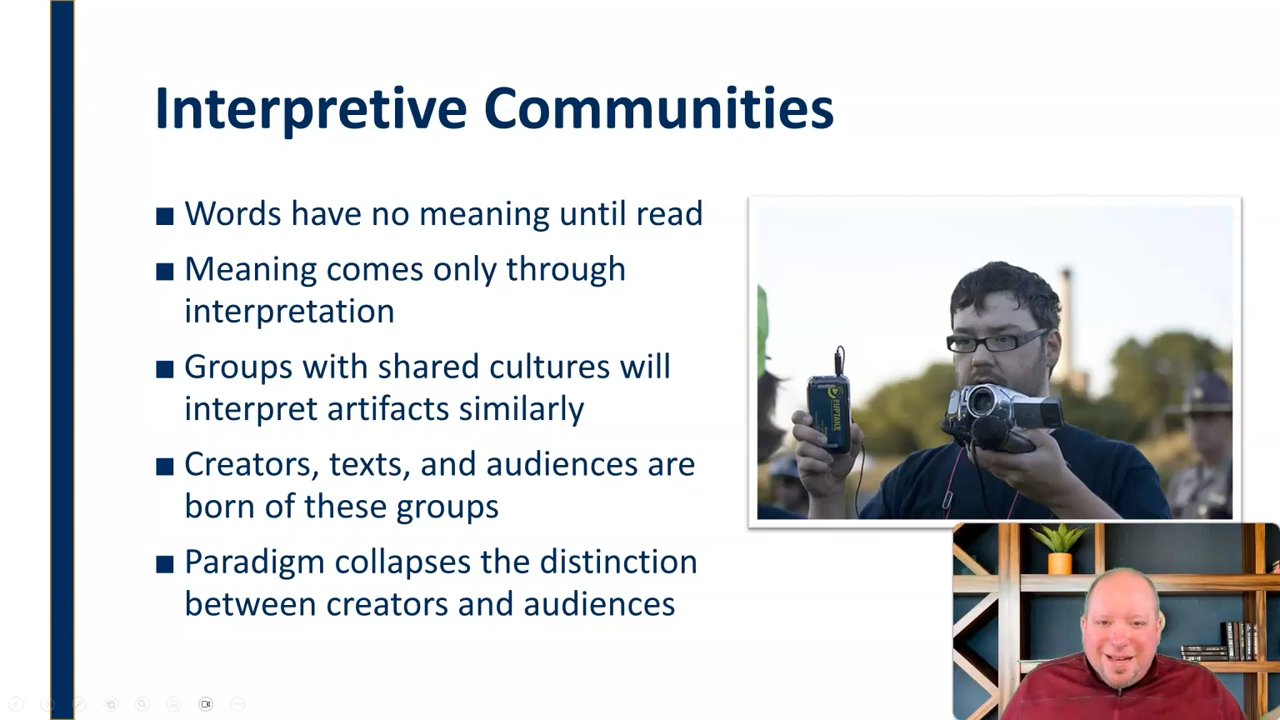 Interpretive Communities
■ Words have no meaning until read
■ Meaning comes only through
interpretation
■ Groups with shared cultures will
interpret artifacts similarly
■ Creators, texts, and audiences are
born of these groups
■ Paradigm collapses the distinction
between creators and audiences